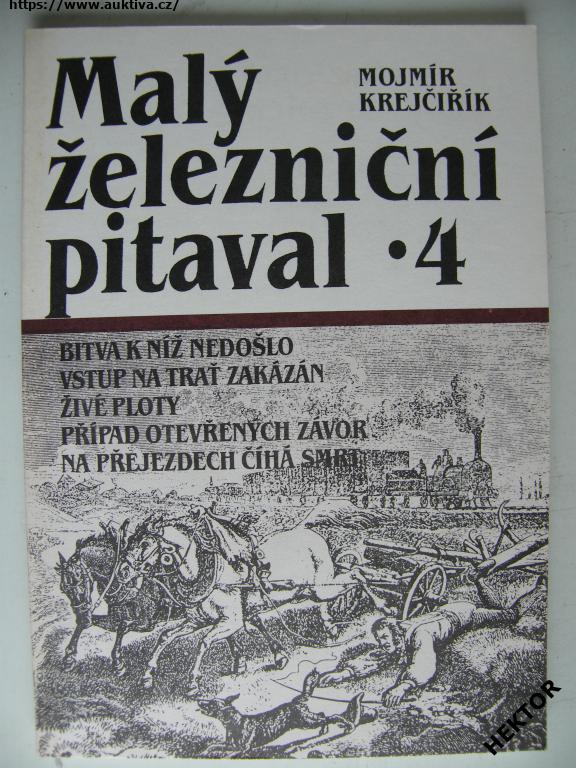 https://www.auktiva.cz/
Malý
železniční
pitaval • 4
MOJMÍR
KREJČIŘÍK
BITVA K NÍŽ NEDOŠLO
VSTUP NA TRAŤ ZAKÁZÁN
ŽIVÉ PLOTY
PŘÍPAD OTEVŘENÝCH ZÁVOR
NA PŘEJEZDECH ČÍHÁ SMRT
HEKTOR